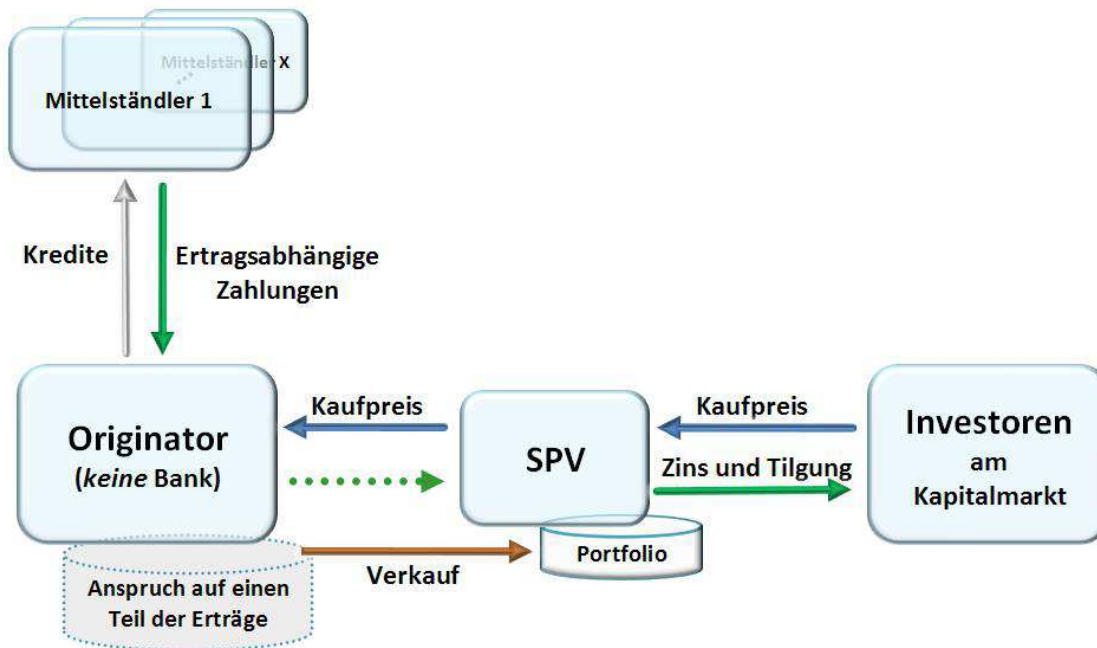 Mittelständler X
Mittelständler 1
Kredite
Ertragsabhängige
Zahlungen
Originator
(keine Bank)
Kaufpreis
SPV
Kaufpreis
Zins und Tilgung
Investoren
am
Kapitalmarkt
Verkauf
Portfolio
Anspruch auf einen
Teil der Erträge